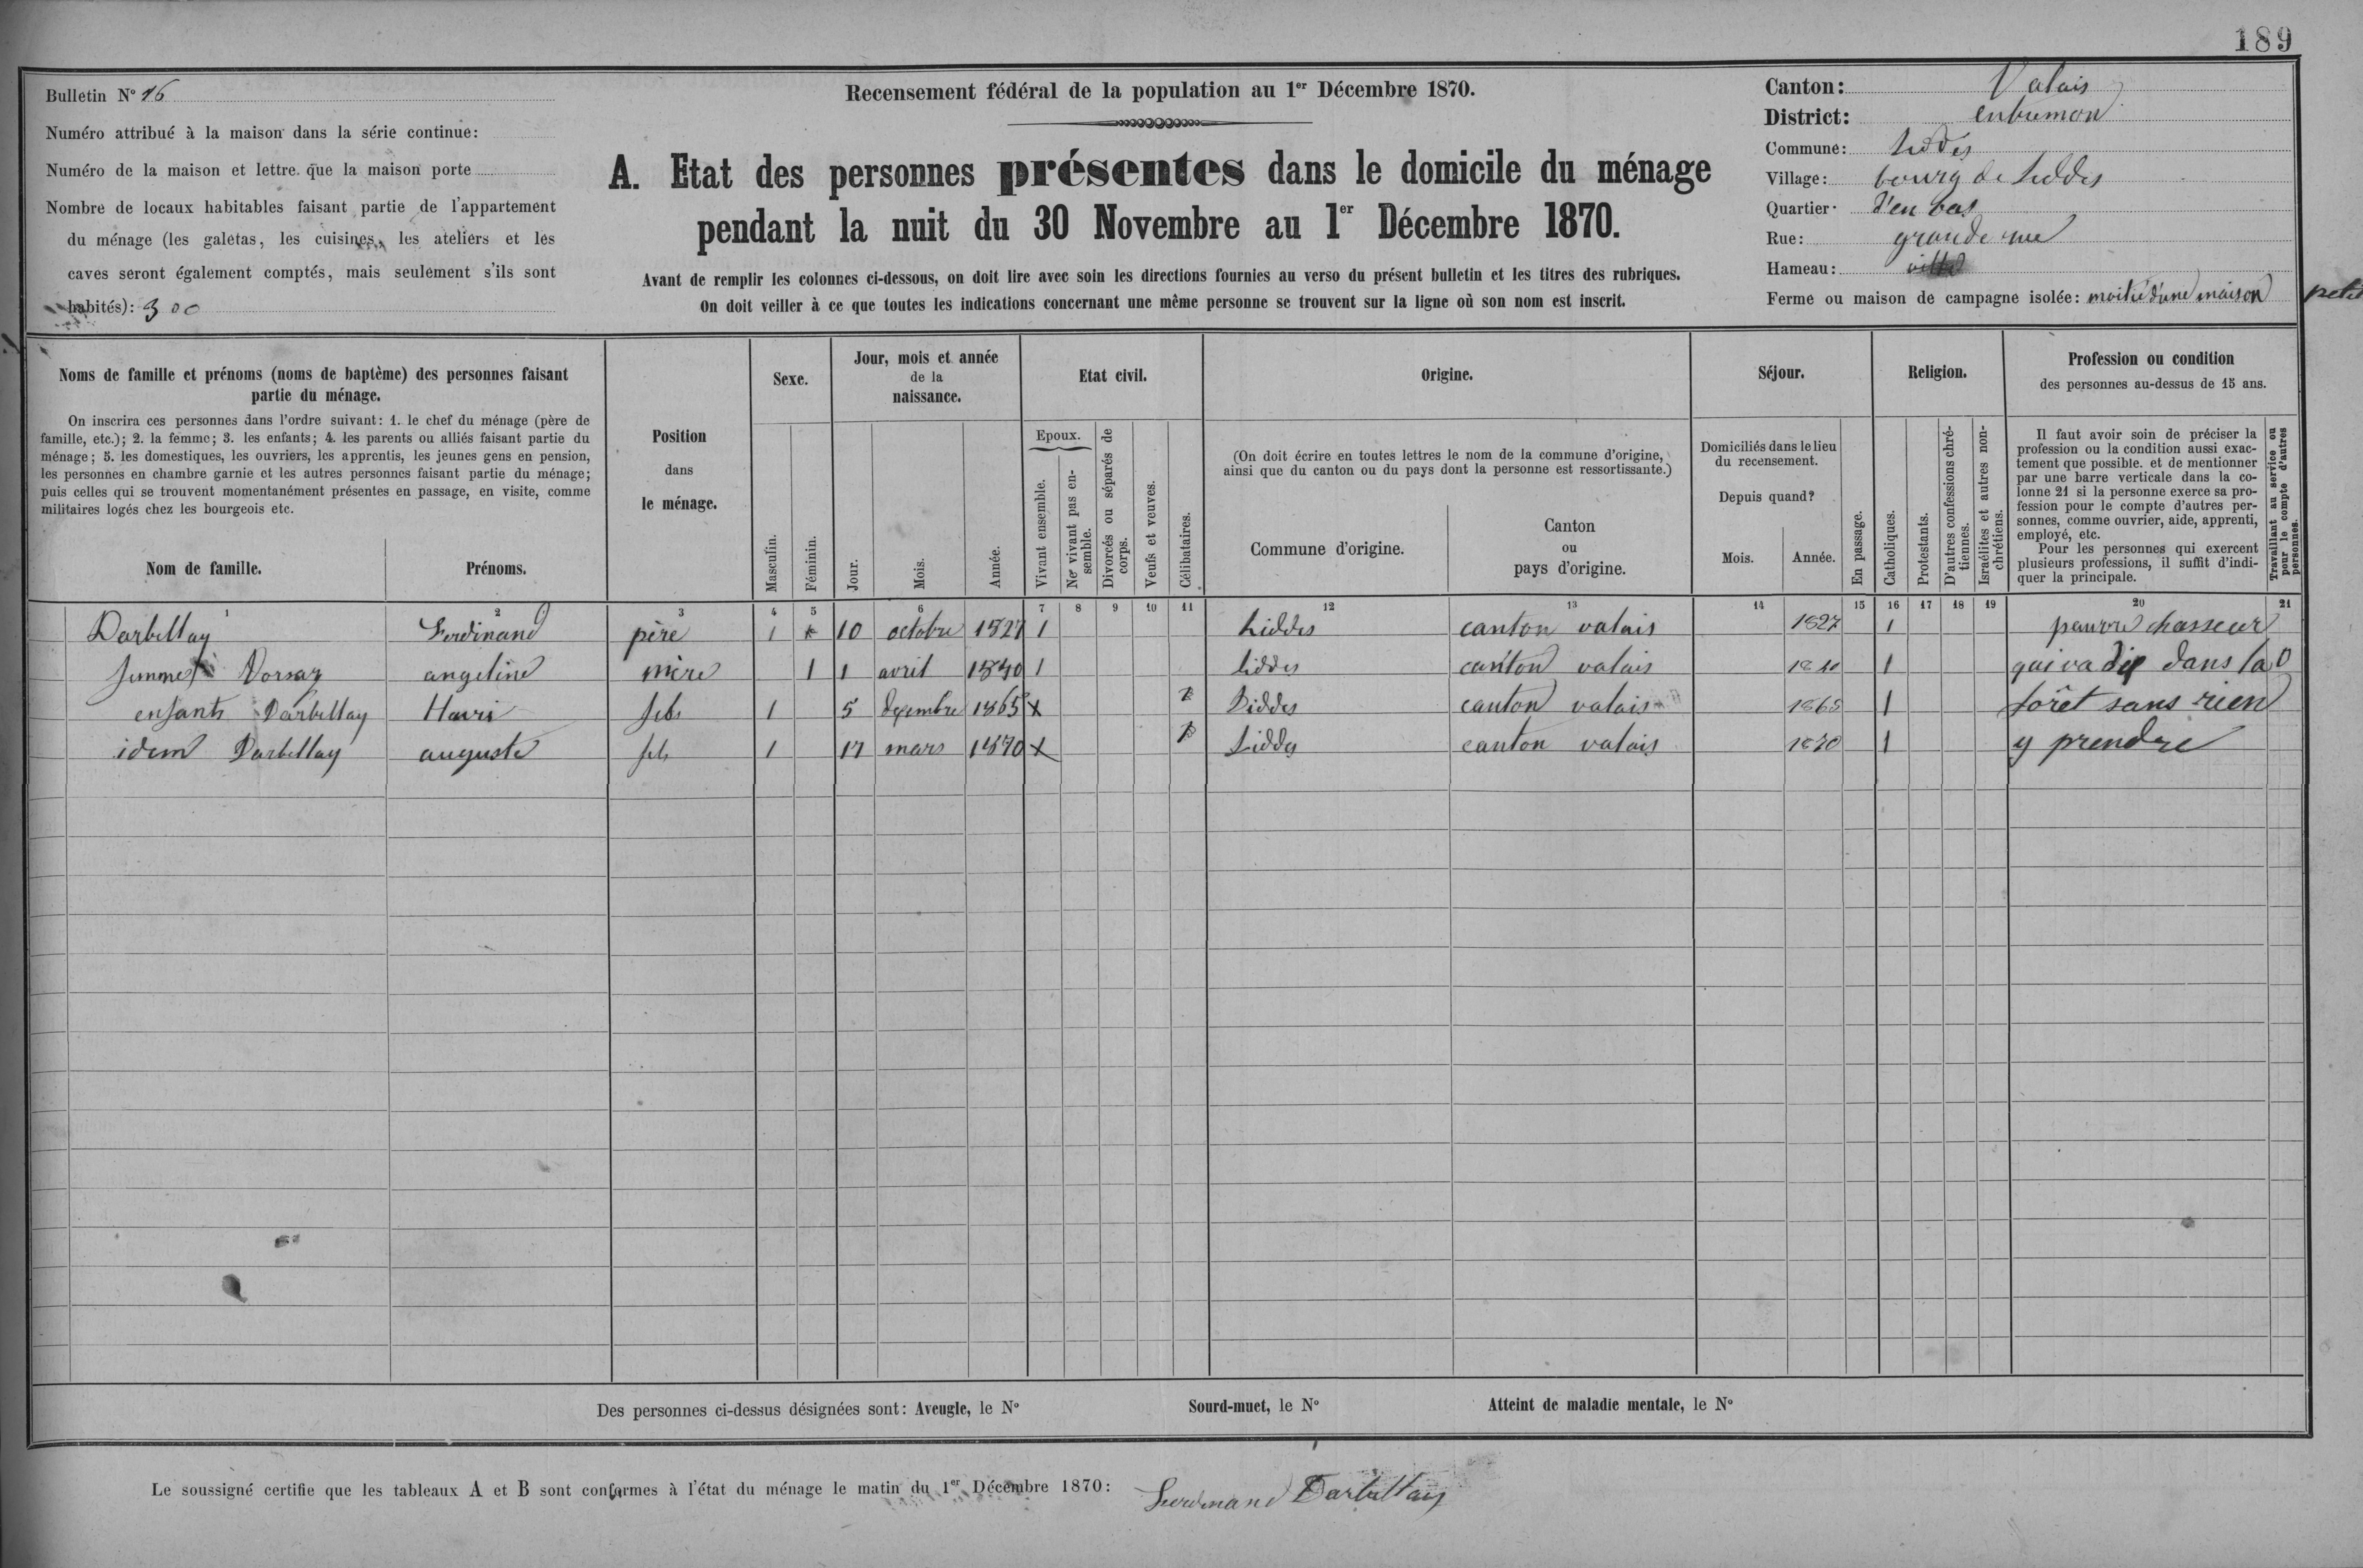 189
Bulletin N° 16
Numéro attribué à la maison dans la série continue:
Numéro de la maison et lettre que la maison porte
Nombre de locaux habitables faisant partie de l'appartement
du ménage (les galetas, les cuisines, les ateliers et les
caves seront également comptés, mais seulement s'ils sont
habités): 3 00
Recensement fédéral de la population au 1er Décembre 1870.
A. Etat des personnes présentes dans le domicile du ménage
pendant la nuit du 30 Novembre au 1er Décembre 1870.
Avant de remplir les colonnes ci-dessous, on doit lire avec soin les directions fournies au verso du présent bulletin et les titres des rubriques.
On doit veiller à ce que toutes les indications concernant une même personne se trouvent sur la ligne où son nom est inscrit.
Canton: Valais
District: entremon
Commune: Liddes
Village: bourg de Liddes
Quartier: d'en bas
Rue: grande rue
Hameau:
Ferme ou maison de campagne isolée: moitié d'une maison petit
Noms de famille et prénoms (noms de baptême) des personnes faisant
partie du ménage.
On inscrira ces personnes dans l'ordre suivant: 1. le chef du ménage (père de
famille, etc.); 2. la femme; 3. les enfants; 4. les parents ou alliés faisant partie du
ménage; 5. les domestiques, les ouvriers, les apprentis, les jeunes gens en pension,
les personnes en chambre garnie et les autres personnes faisant partie du ménage;
puis celles qui se trouvent momentanément présentes en passage, en visite, comme
militaires logés chez les bourgeois etc.
Nom de famille.
Prénoms.
Position
dans
le ménage.
Sexe.
Masculin.
Féminin.
Jour, mois et année
de la
naissance.
Jour.
Mois.
Année.
Etat civil.
Epoux.
Vivant ensemble.
Ne vivant pas en-
semble.
Divorcés ou séparés de
corps.
Veufs et veuves.
Célibataires.
Origine.
(On doit écrire en toutes lettres le nom de la commune d'origine,
ainsi que du canton ou du pays dont la personne est ressortissante.)
Commune d'origine.
Canton
ou
pays d'origine.
Séjour.
Domiciliés dans le lieu
du recensement.
Depuis quand?
Mois.
Année.
En passage.
Religion.
Catholiques.
Protestants.
D'autres confessions chré-
tiennes.
Israélites et autres non-
chrétiens.
Profession ou condition
des personnes au-dessus de 15 ans.
Il faut avoir soin de préciser la
profession ou la condition aussi exac-
tement que possible. et de mentionner
par une barre verticale dans la co-
lonne 21 si la personne exerce sa pro-
fession pour le compte d'autres per-
sonnes, comme ouvrier, aide, apprenti,
employé, etc.
Pour les personnes qui exercent
plusieurs professions, il suffit d'indi-
quer la principale.
Travaillant au service ou
pour le compte d'autres
personnes.
1 2 3 4 5 6 7 8 9 10 11 12 13 14 15 16 17 18 19 20 21
Darbellay Ferdinand père 1 10 octobre 1827 1 Liddes canton valais 1827 1 pauvre chasseur
femme Dorsaz angeline mère 1 1 avril 1840 1 Liddes canton valais 1840 1 qui va dans la 0
enfants Darbellay Henri fils 1 5 décembre 1865 x Liddes canton valais 1865 1 forêt sans rien
idem Darbellay auguste fils 1 17 mars 1870 x Liddes canton valais 1870 1 y prendre
Des personnes ci-dessus désignées sont: Aveugle, le N° Sourd-muet, le N° Atteint de maladie mentale, le N°
Le soussigné certifie que les tableaux A et B sont conformes à l'état du ménage le matin du 1er Décembre 1870: Ferdinand Darbellay